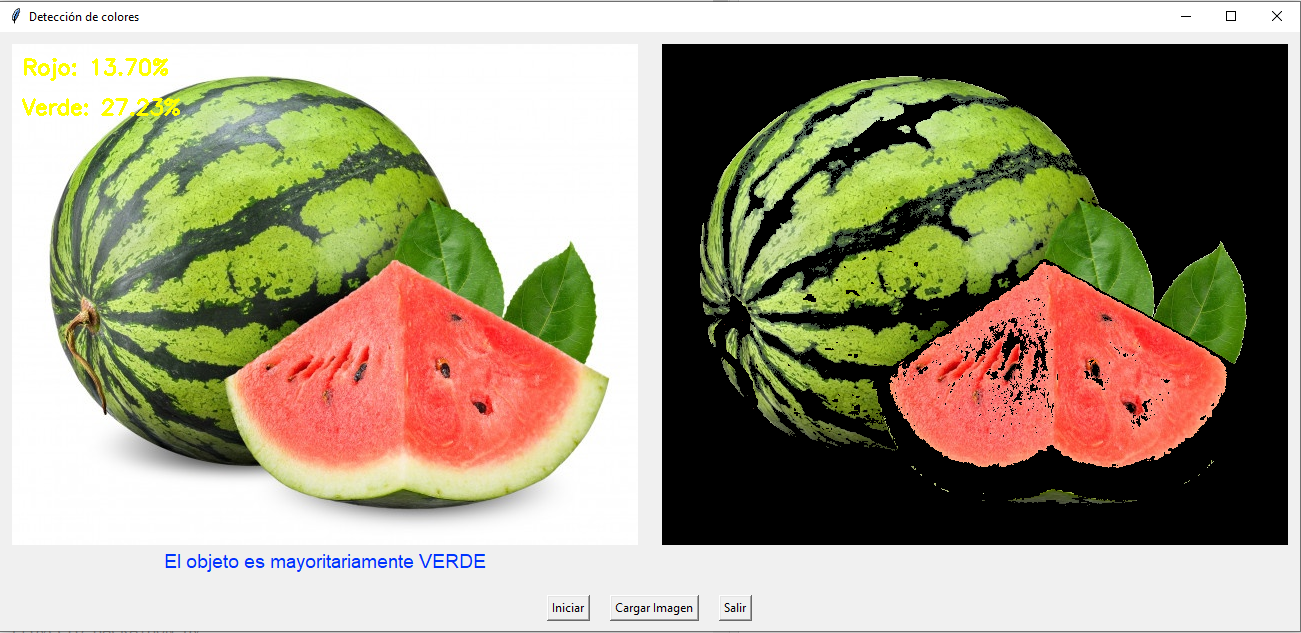 Detección de colores
Rojo: 13.70%
Verde: 27.23%
El objeto es mayoritariamente VERDE
Iniciar
Cargar Imagen
Salir